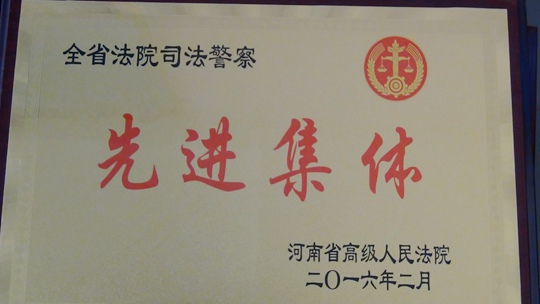 全省法院司法警察
先进集体
河南省高级人民法院
二〇一六年二月